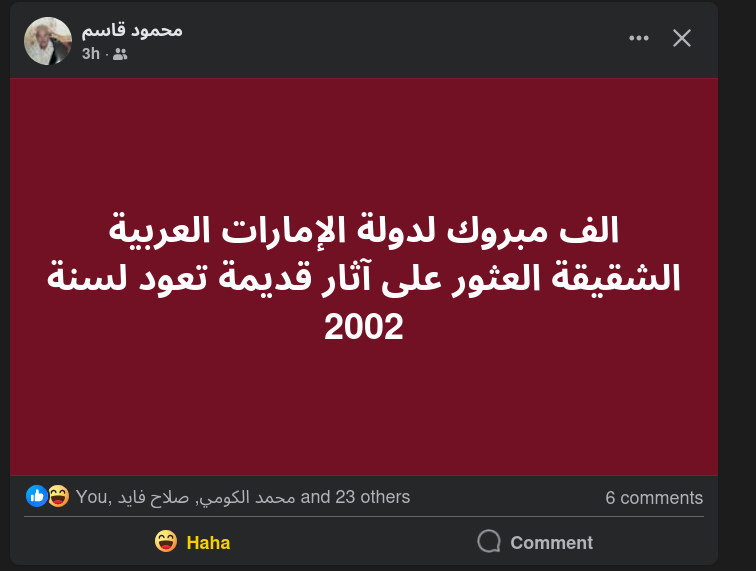 محمود قاسم
3h ·
الف مبروك لدولة الإمارات العربية
الشقيقة العثور على آثار قديمة تعود لسنة
2002
You, محمد الكومي, صلاح فايد and 23 others
6 comments
Haha
Comment